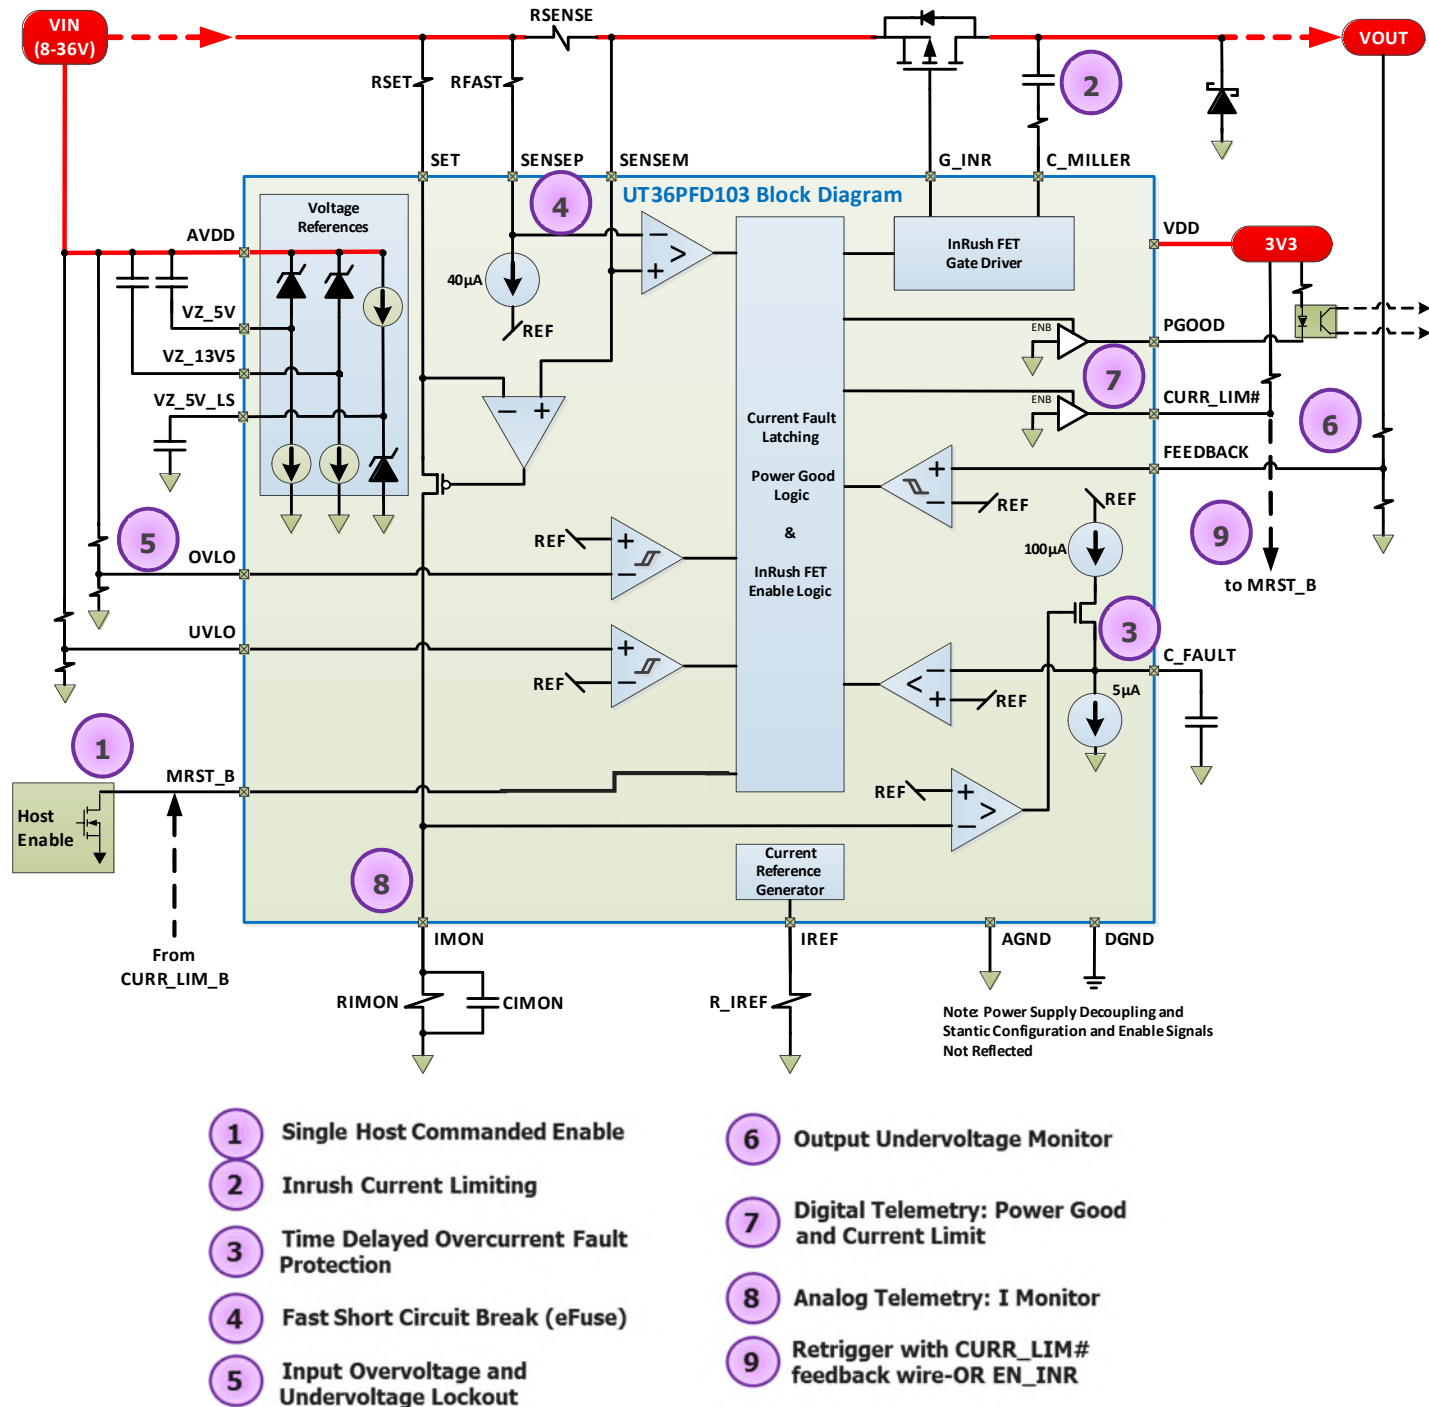 VIN
(8-36V)
RSENSE
VOUT
RSET
RFAST
2
SET
SENSEP
SENSEM
G_INR
C_MILLER
UT36PFD103 Block Diagram
4
Voltage
References
VDD
AVDD
InRush FET
Gate Driver
3V3
40µA
VZ_5V
REF
ENB
PGOOD
VZ_13V5
7
VZ_5V_LS
ENB
CURR_LIM#
Current Fault
Latching
6
FEEDBACK
Power Good
Logic
REF
REF
&
5
REF
100µA
9
OVLO
InRush FET
Enable Logic
to MRST_B
UVLO
3
C_FAULT
REF
REF
5µA
1
MRST_B
REF
Host
Enable
Current
Reference
Generator
8
IMON
IREF
AGND
DGND
From
CURR_LIM_B
RIMON
CIMON
R_IREF
Note: Power Supply Decoupling and
Stantic Configuration and Enable Signals
Not Reflected
1 Single Host Commanded Enable
2 Inrush Current Limiting
3 Time Delayed Overcurrent Fault
Protection
4 Fast Short Circuit Break (eFuse)
5 Input Overvoltage and
Undervoltage Lockout
6 Output Undervoltage Monitor
7 Digital Telemetry: Power Good
and Current Limit
8 Analog Telemetry: I Monitor
9 Retrigger with CURR_LIM#
feedback wire-OR EN_INR